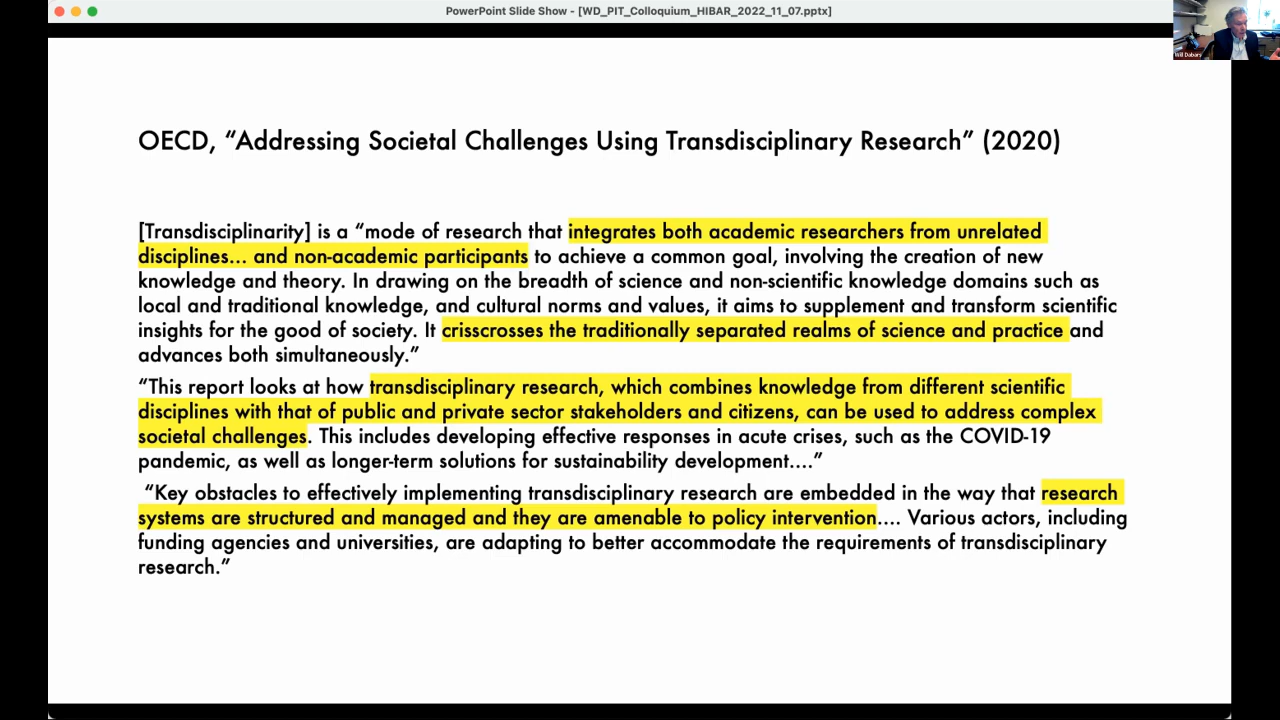 PowerPoint Slide Show - [WD_PIT_Colloquium_HIBAR_2022_11_07.pptx]
OECD, “Addressing Societal Challenges Using Transdisciplinary Research” (2020)
[Transdisciplinarity] is a “mode of research that integrates both academic researchers from unrelated
disciplines... and non-academic participants to achieve a common goal, involving the creation of new
knowledge and theory. In drawing on the breadth of science and non-scientific knowledge domains such as
local and traditional knowledge, and cultural norms and values, it aims to supplement and transform scientific
insights for the good of society. It crisscrosses the traditionally separated realms of science and practice and
advances both simultaneously.”
“This report looks at how transdisciplinary research, which combines knowledge from different scientific
disciplines with that of public and private sector stakeholders and citizens, can be used to address complex
societal challenges. This includes developing effective responses in acute crises, such as the COVID-19
pandemic, as well as longer-term solutions for sustainability development....”
“Key obstacles to effectively implementing transdisciplinary research are embedded in the way that research
systems are structured and managed and they are amenable to policy intervention.... Various actors, including
funding agencies and universities, are adapting to better accommodate the requirements of transdisciplinary
research.”